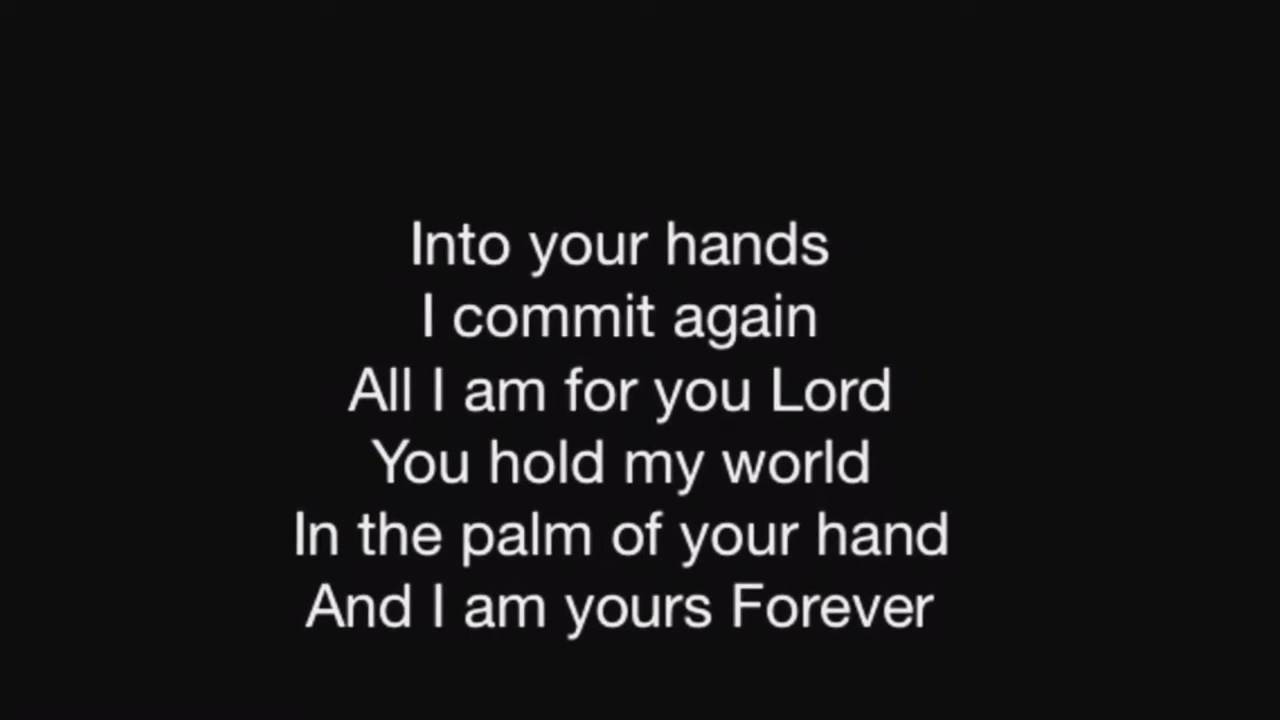 Into your hands
I commit again
All I am for you Lord
You hold my world
In the palm of your hand
And I am yours Forever